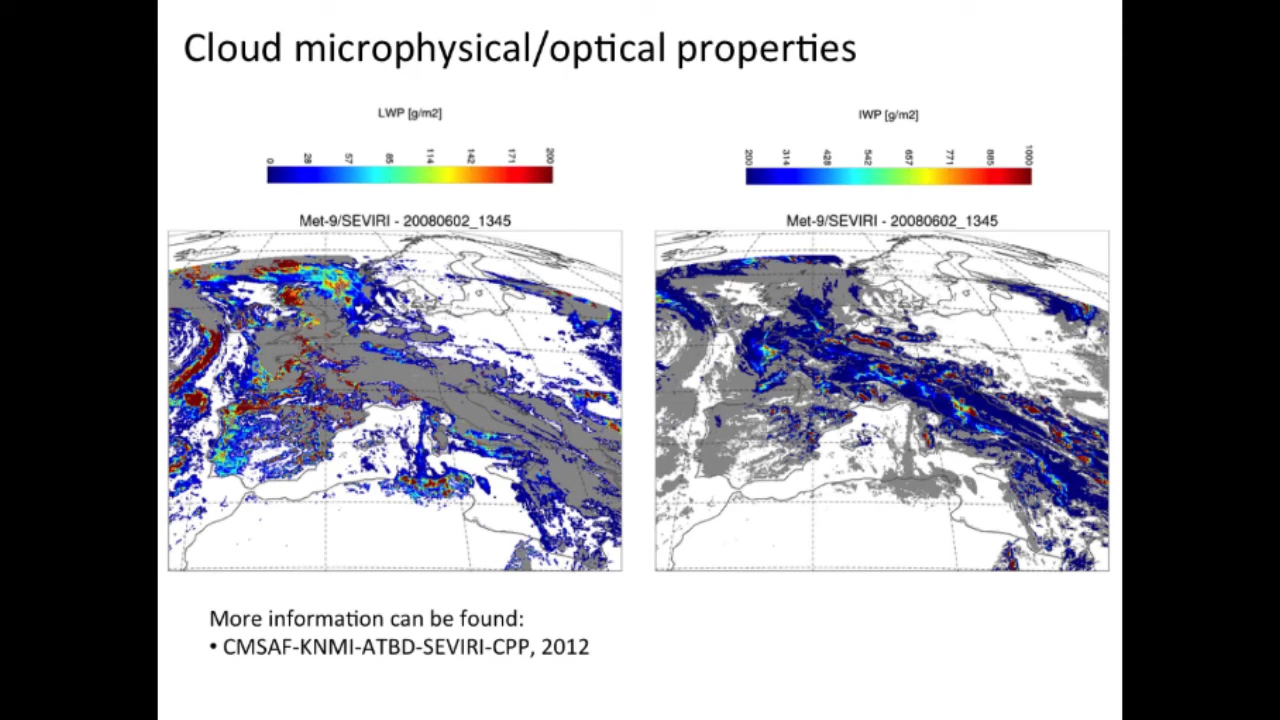 Cloud microphysical/optical properties
LWP [g/m2]
0 28 57 85 114 142 171 200
Met-9/SEVIRI - 20080602_1345
IWP [g/m2]
200 314 428 542 657 771 885 1000
Met-9/SEVIRI - 20080602_1345
More information can be found:
• CMSAF-KNMI-ATBD-SEVIRI-CPP, 2012